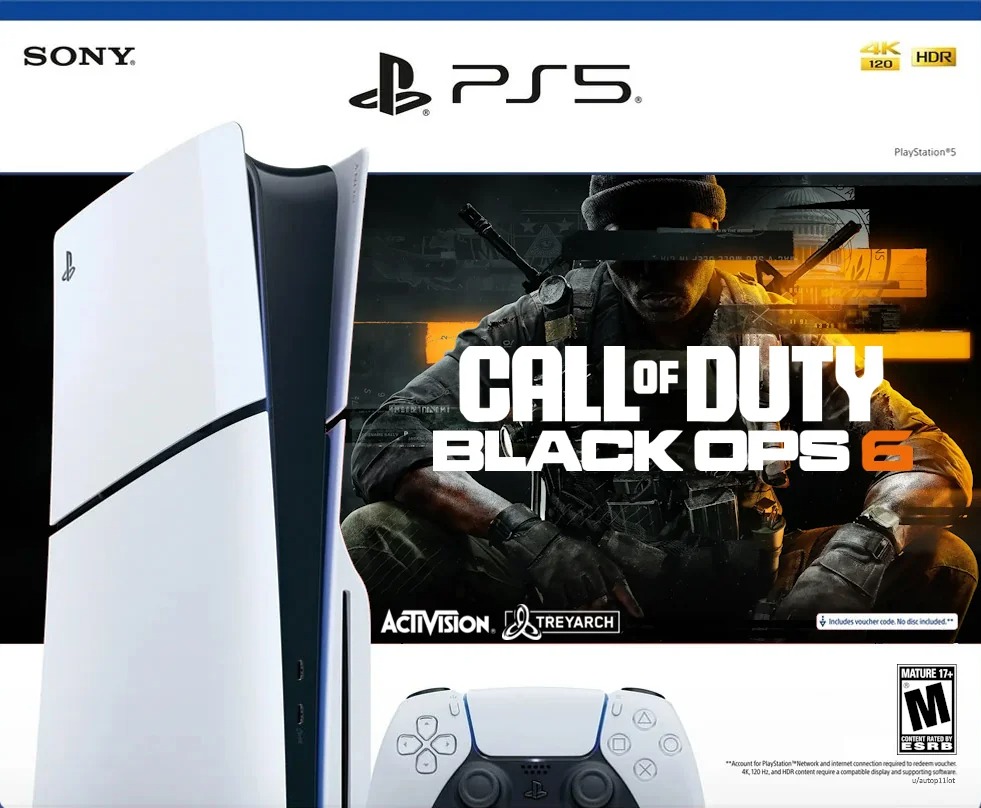 SONY®
PS5®
4K
120
HDR
PlayStation®5
CALL OF DUTY
BLACK OPS 6
ACTIVISION®
TREYARCH
Includes voucher code. No disc included.**
MATURE 17+
M®
CONTENT RATED BY
ESRB
**Account for PlayStation™Network and internet connection required to redeem voucher.
4K, 120 Hz, and HDR content require a compatible display and supporting software.
u/autop11lot